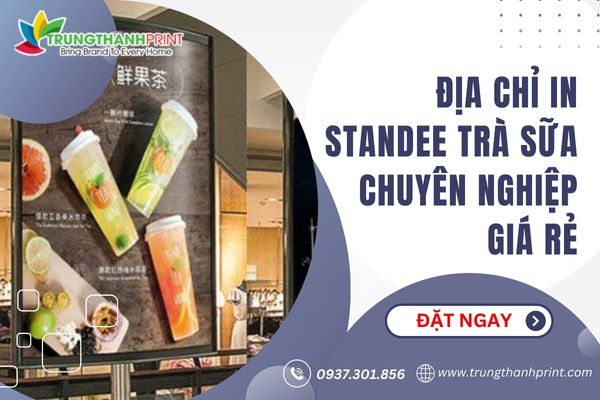 TRUNGTHANHPRINT
Bring Brand To Every Home
鲜果茶
ĐỊA CHỈ IN
STANDEE TRÀ SỮA
CHUYÊN NGHIỆP
GIÁ RẺ
ĐẶT NGAY
0937.301.856
www.trungthanhprint.com